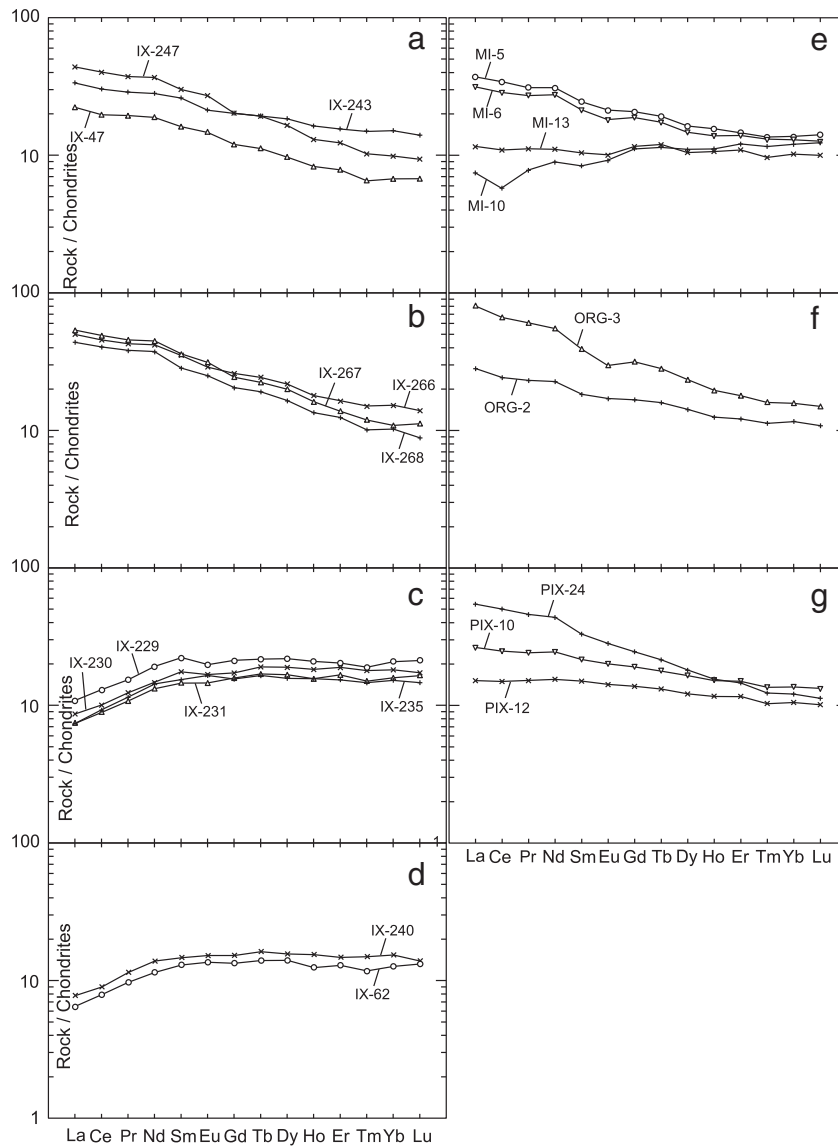 100
a
IX-247
IX-243
IX-47
10
Rock / Chondrites
100
b
IX-267
IX-266
10
IX-268
Rock / Chondrites
100
c
IX-229
IX-230
10
IX-231
IX-235
Rock / Chondrites
100
1
d
IX-240
10
IX-62
Rock / Chondrites
1
La Ce Pr Nd Sm Eu Gd Tb Dy Ho Er Tm Yb Lu
e
MI-5
MI-6
MI-13
MI-10
f
ORG-3
ORG-2
g
PIX-24
PIX-10
PIX-12
La Ce Pr Nd Sm Eu Gd Tb Dy Ho Er Tm Yb Lu